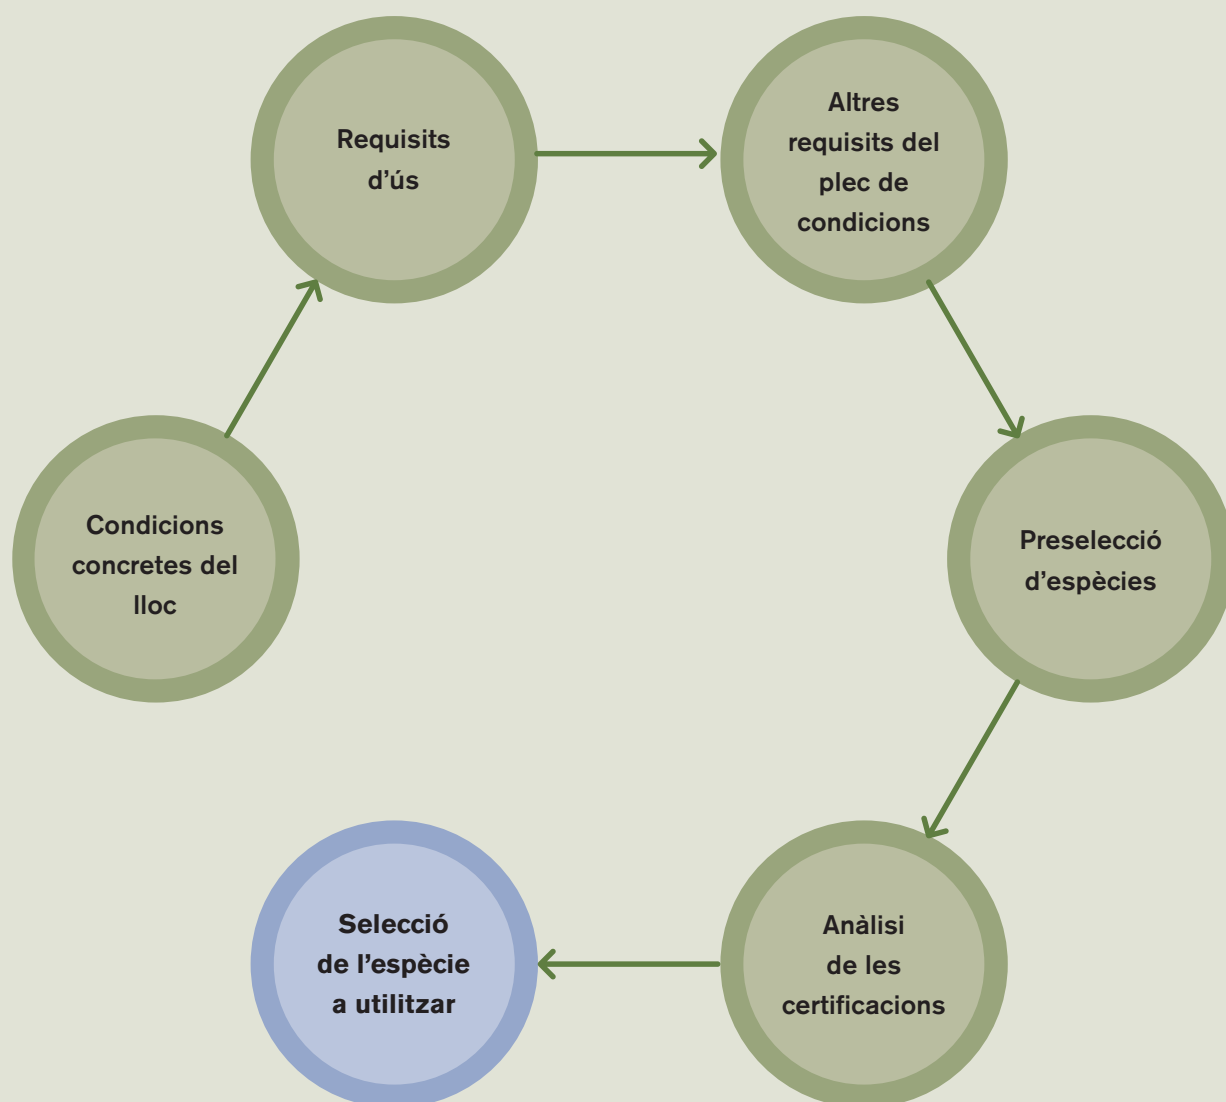 Requisits
d’ús
Altres
requisits del
plec de
condicions
Condicions
concretes del
lloc
Preselecció
d’espècies
Selecció
de l’espècie
a utilitzar
Anàlisi
de les
certificacions